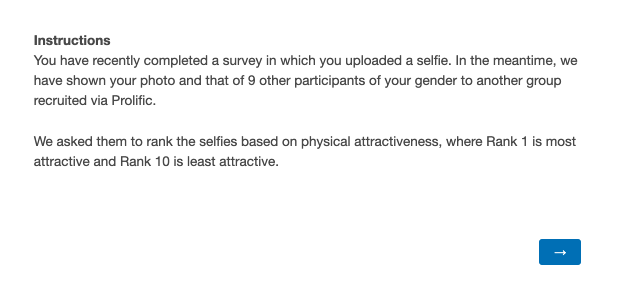 Instructions
You have recently completed a survey in which you uploaded a selfie. In the meantime, we
have shown your photo and that of 9 other participants of your gender to another group
recruited via Prolific.
We asked them to rank the selfies based on physical attractiveness, where Rank 1 is most
attractive and Rank 10 is least attractive.
→